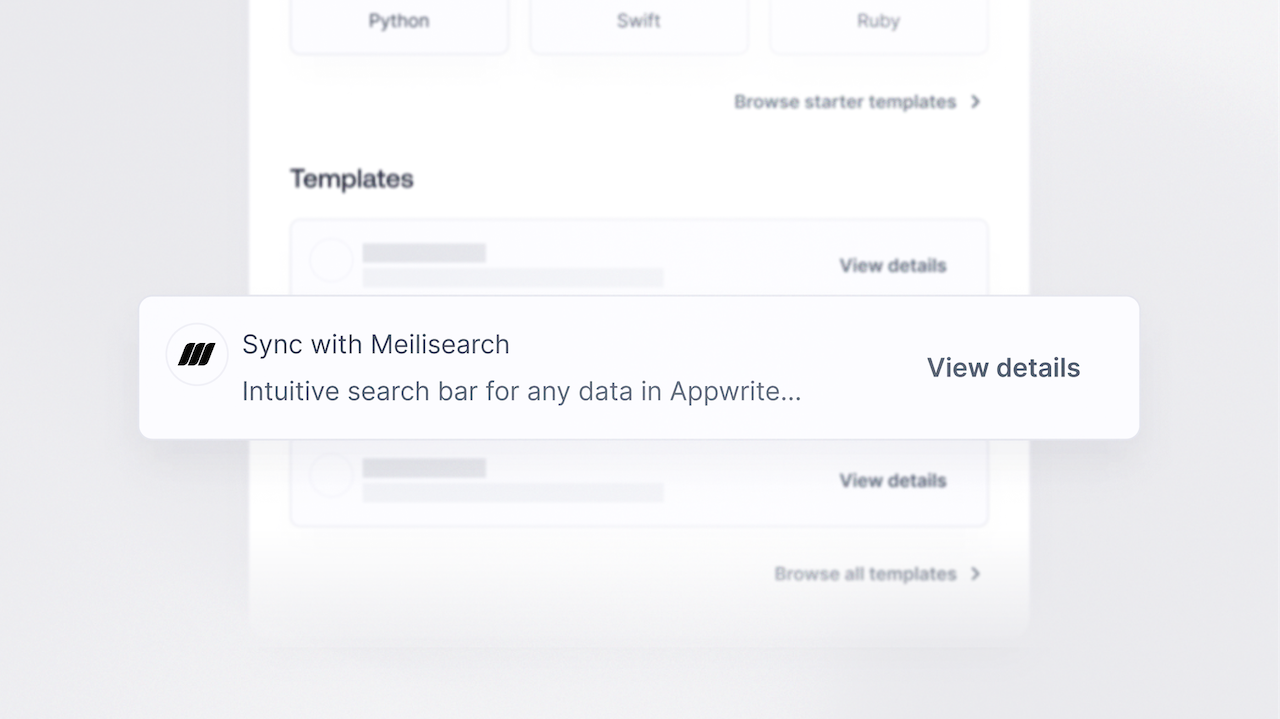 Python
Swift
Ruby
Browse starter templates
Templates
View details
Sync with Meilisearch
Intuitive search bar for any data in Appwrite...
View details
View details
Browse all templates